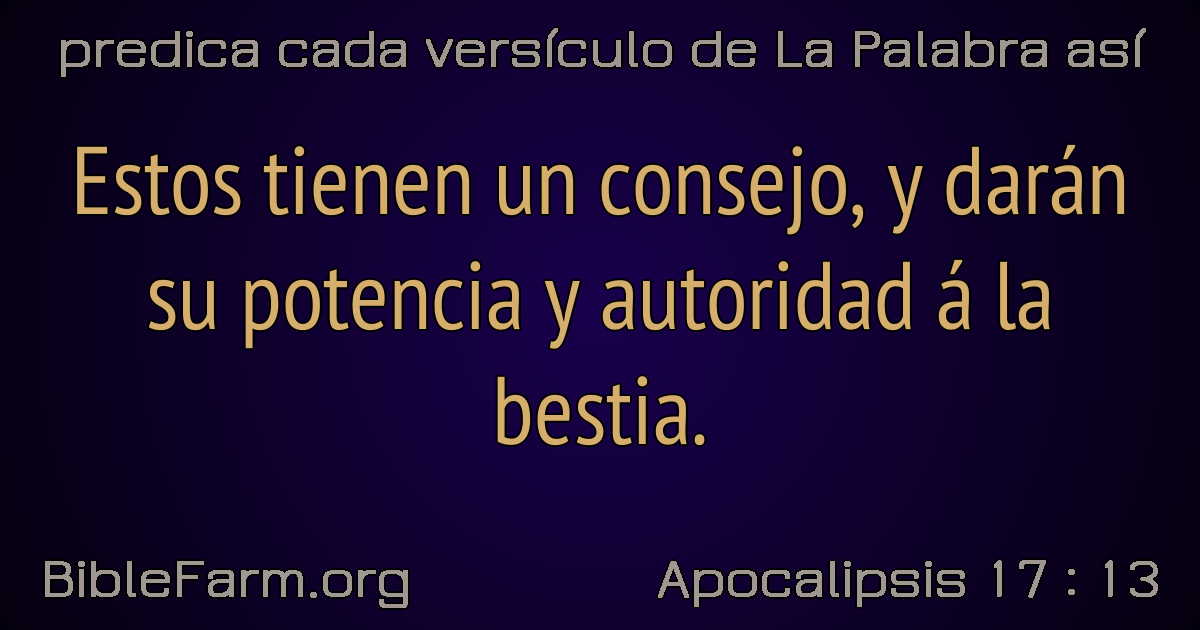 predica cada versículo de La Palabra así
Estos tienen un consejo, y darán
su potencia y autoridad á la
bestia.
BibleFarm.org
Apocalipsis 17 : 13